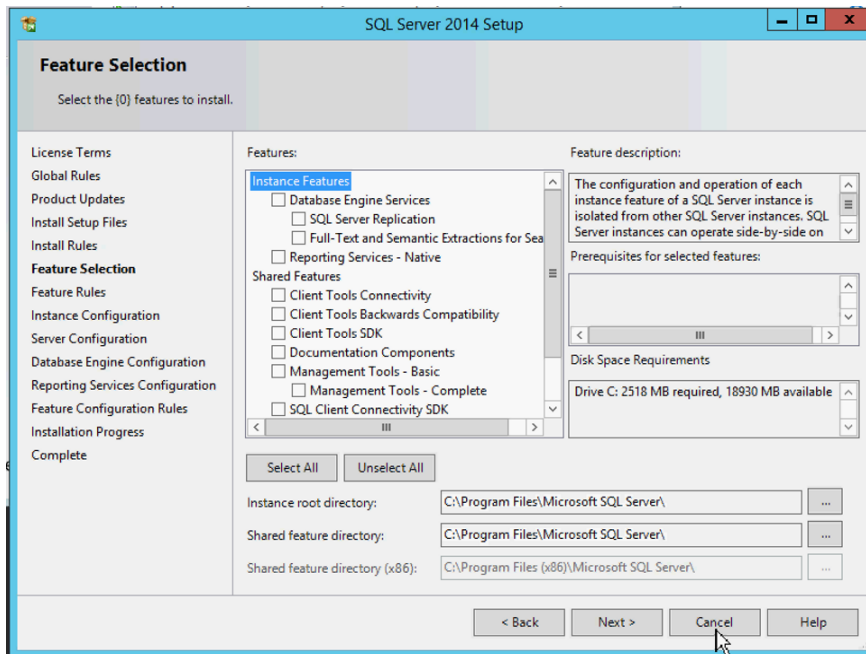 SQL Server 2014 Setup
Feature Selection
Select the {0} features to install.
License Terms
Global Rules
Product Updates
Install Setup Files
Install Rules
Feature Selection
Feature Rules
Instance Configuration
Server Configuration
Database Engine Configuration
Reporting Services Configuration
Feature Configuration Rules
Installation Progress
Complete
Features:
Instance Features
Database Engine Services
SQL Server Replication
Full-Text and Semantic Extractions for Sea
Reporting Services - Native
Shared Features
Client Tools Connectivity
Client Tools Backwards Compatibility
Client Tools SDK
Documentation Components
Management Tools - Basic
Management Tools - Complete
SQL Client Connectivity SDK
Feature description:
The configuration and operation of each
instance feature of a SQL Server instance is
isolated from other SQL Server instances. SQL
Server instances can operate side-by-side on
Prerequisites for selected features:
Disk Space Requirements
Drive C: 2518 MB required, 18930 MB available
Select All
Unselect All
Instance root directory:
C:\Program Files\Microsoft SQL Server\
...
Shared feature directory:
C:\Program Files\Microsoft SQL Server\
...
Shared feature directory (x86):
C:\Program Files (x86)\Microsoft SQL Server\
...
< Back
Next >
Cancel
Help